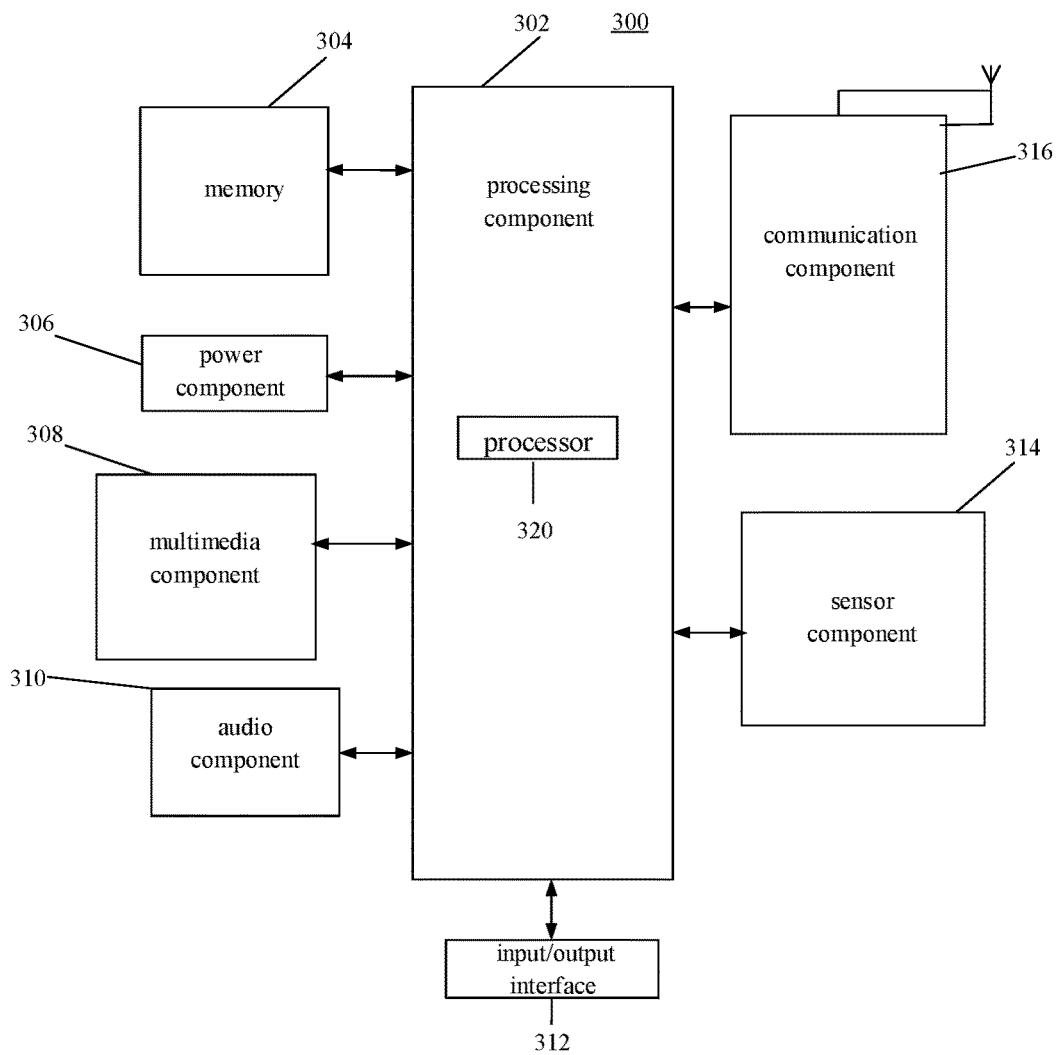 302
300
304
memory
processing
component
316
communication
component
306
power
component
308
multimedia
component
processor
320
314
sensor
component
310
audio
component
input/output
interface
312